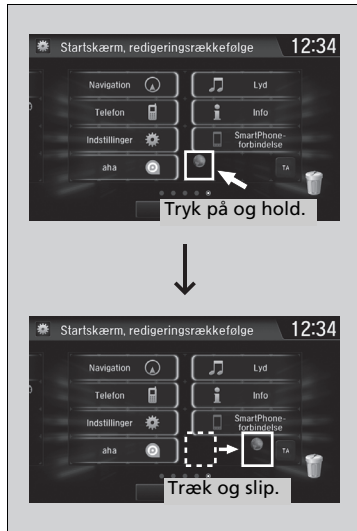 Startskærm, redigeringsrækkefølge 12:34
Navigation Lyd
Telefon Info
Indstillinger SmartPhone-
forbindelse
aha TA
Tryk på og hold.
Startskærm, redigeringsrækkefølge 12:34
Navigation Lyd
Telefon Info
Indstillinger SmartPhone-
forbindelse
aha TA
Træk og slip.